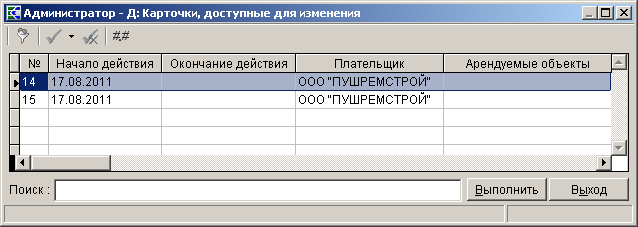 Администратор - Д: Карточки, доступные для изменения
#,#
№ Начало действия Окончание действия Плательщик Арендуемые объекты
14 17.08.2011 ООО "ПУШРЕМСТРОЙ"
15 17.08.2011 ООО "ПУШРЕМСТРОЙ"
Поиск : Выполнить Выход